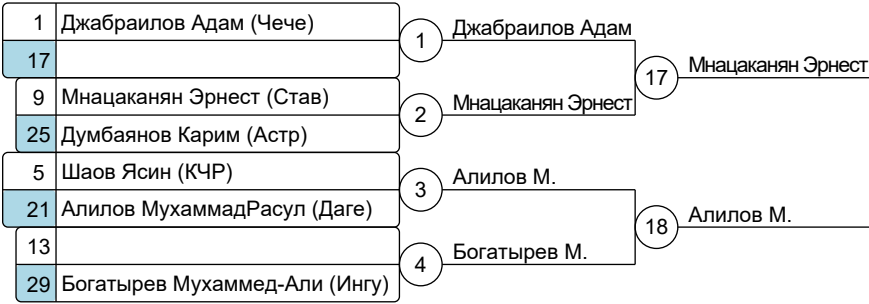 1 Джабраилов Адам (Чече)
17
9 Мнацаканян Эрнест (Став)
25 Думбаянов Карим (Астр)
5 Шаов Ясин (КЧР)
21 Алилов МухаммадРасул (Даге)
13
29 Богатырев Мухаммед-Али (Ингу)
1 Джабраилов Адам
2 Мнацаканян Эрнест
3 Алилов М.
4 Богатырев М.
17 Мнацаканян Эрнест
18 Алилов М.